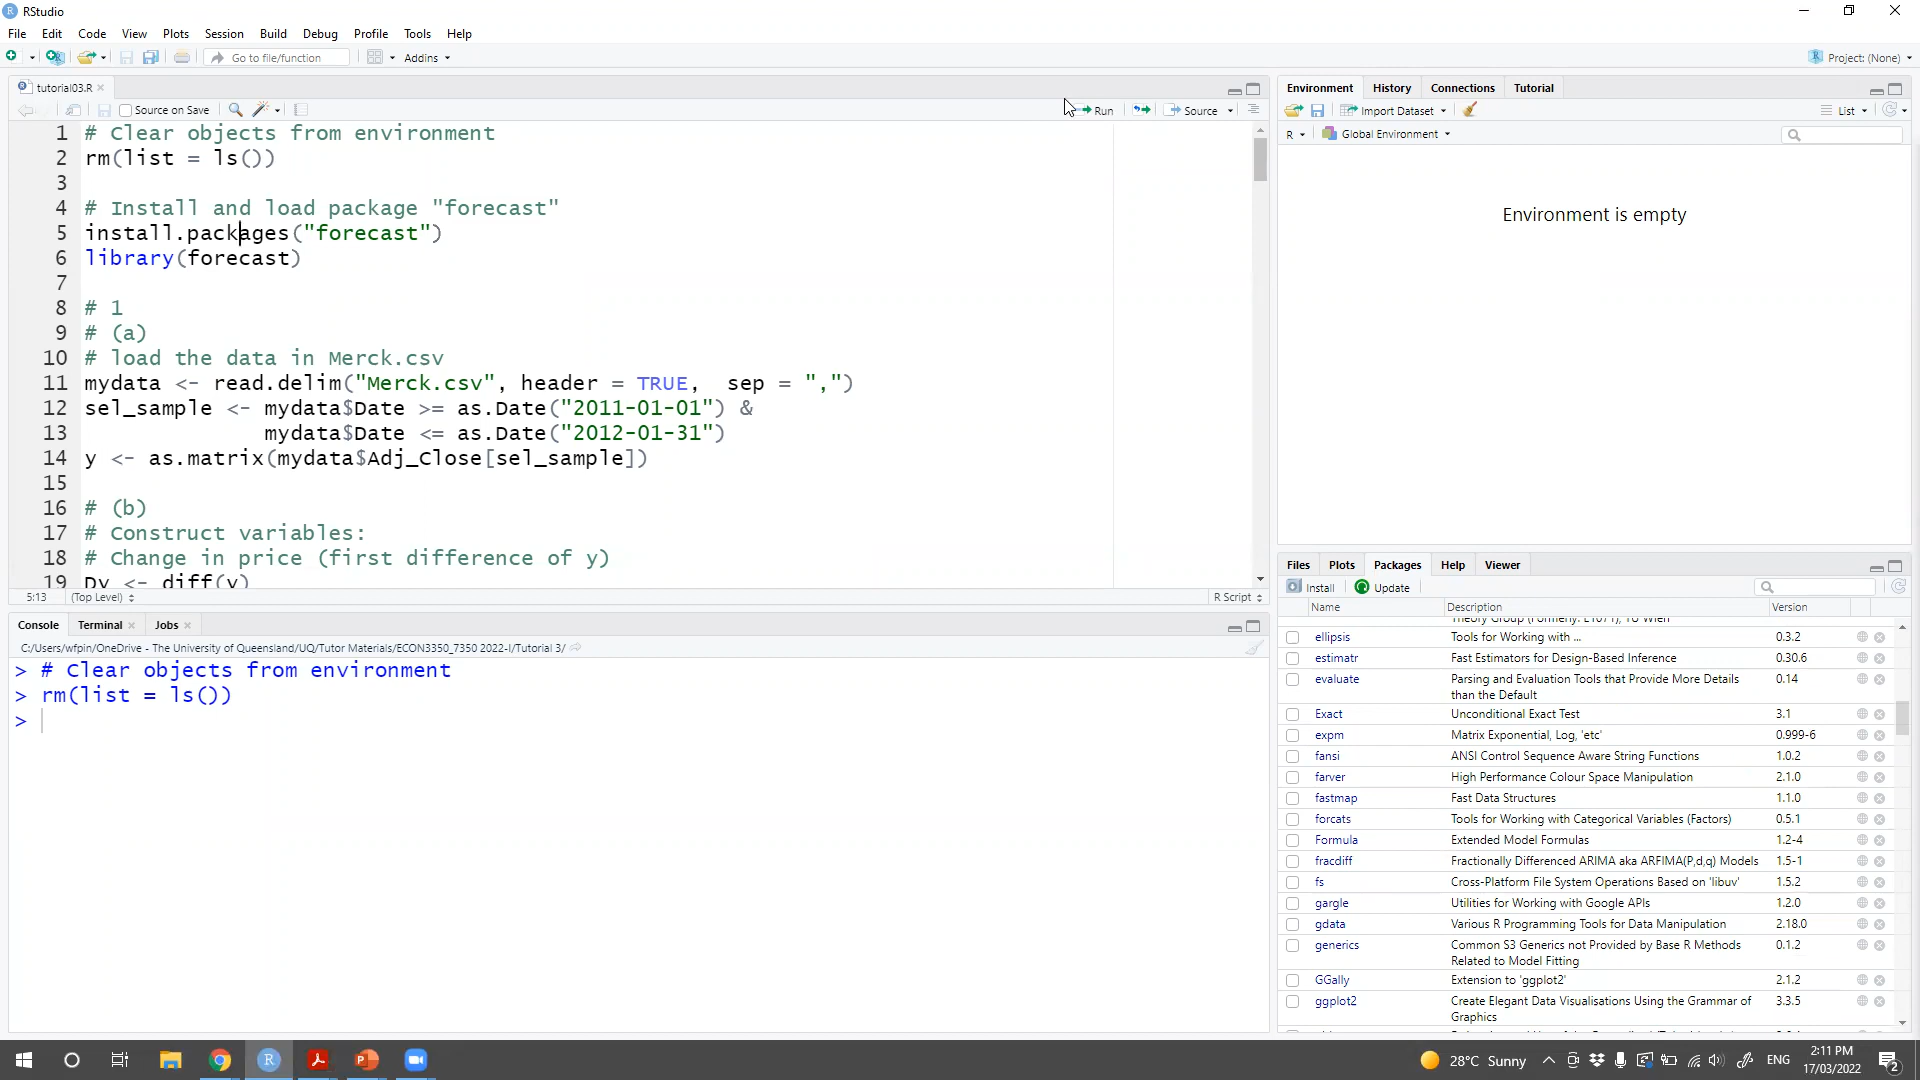 RStudio
File Edit Code View Plots Session Build Debug Profile Tools Help
Go to file/function Addins Project: (None)
tutorial03.R
Source on Save Run Source
1 # Clear objects from environment
2 rm(list = ls())
3
4 # Install and load package "forecast"
5 install.packages("forecast")
6 library(forecast)
7
8 # 1
9 # (a)
10 # load the data in Merck.csv
11 mydata <- read.delim("Merck.csv", header = TRUE,  sep = ",")
12 sel_sample <- mydata$Date >= as.Date("2011-01-01") &
13 mydata$Date <= as.Date("2012-01-31")
14 y <- as.matrix(mydata$Adj_Close[sel_sample])
15
16 # (b)
17 # Construct variables:
18 # Change in price (first difference of y)
19 Dy <- diff(y)
5:13 (Top Level) R Script
Console Terminal Jobs
C:/Users/wfpin/OneDrive - The University of Queensland/UQ/Tutor Materials/ECON3350_7350 2022-I/Tutorial 3/
> # Clear objects from environment
> rm(list = ls())
>
Environment History Connections Tutorial
Import Dataset List
R Global Environment
Environment is empty
Files Plots Packages Help Viewer
Install Update
Name Description Version
Theory Group (Formerly: E1071), TU Wien
ellipsis Tools for Working with ... 0.3.2
estimatr Fast Estimators for Design-Based Inference 0.30.6
evaluate Parsing and Evaluation Tools that Provide More Details 0.14
than the Default
Exact Unconditional Exact Test 3.1
expm Matrix Exponential, Log, 'etc' 0.999-6
fansi ANSI Control Sequence Aware String Functions 1.0.2
farver High Performance Colour Space Manipulation 2.1.0
fastmap Fast Data Structures 1.1.0
forcats Tools for Working with Categorical Variables (Factors) 0.5.1
Formula Extended Model Formulas 1.2-4
fracdiff Fractionally Differenced ARIMA aka ARFIMA(P,d,q) Models 1.5-1
fs Cross-Platform File System Operations Based on 'libuv' 1.5.2
gargle Utilities for Working with Google APIs 1.2.0
gdata Various R Programming Tools for Data Manipulation 2.18.0
generics Common S3 Generics not Provided by Base R Methods 0.1.2
Related to Model Fitting
GGally Extension to 'ggplot2' 2.1.2
ggplot2 Create Elegant Data Visualisations Using the Grammar of 3.3.5
Graphics
28°C Sunny ENG 2:11 PM
17/03/2022 2